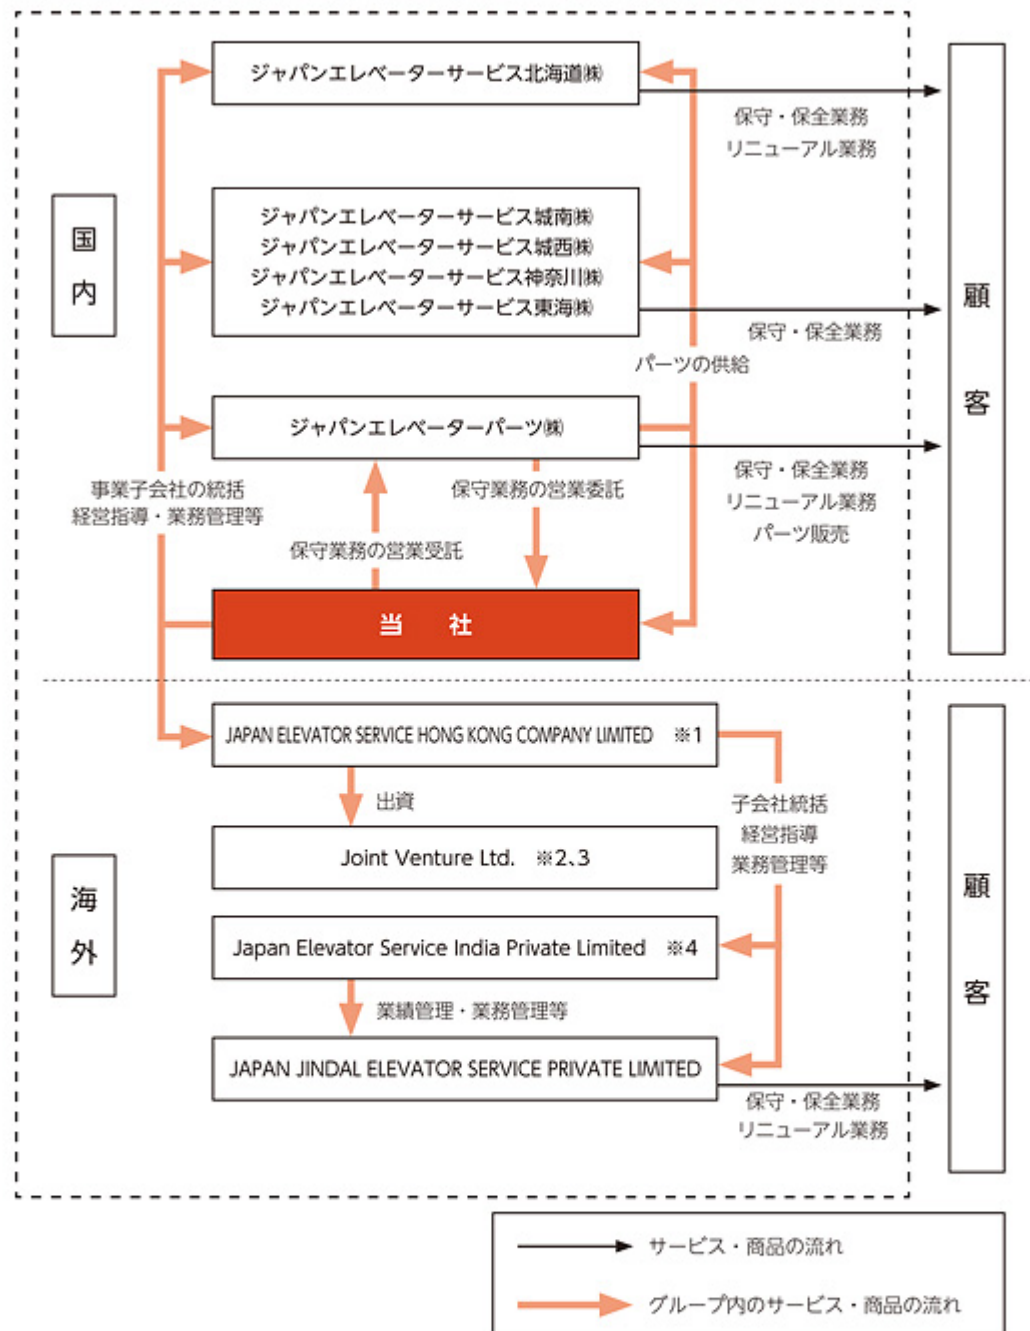 ジャパンエレベーターサービス北海道㈱
保守・保全業務
リニューアル業務
国内
ジャパンエレベーターサービス城南㈱
ジャパンエレベーターサービス城西㈱
ジャパンエレベーターサービス神奈川㈱
ジャパンエレベーターサービス東海㈱
顧客
保守・保全業務
パーツの供給
ジャパンエレベーターパーツ㈱
保守・保全業務
リニューアル業務
パーツ販売
事業子会社の統括
経営指導・業務管理等
保守業務の営業委託
保守業務の営業受託
当 社
JAPAN ELEVATOR SERVICE HONG KONG COMPANY LIMITED ※1
出資
子会社統括
経営指導
業務管理等
Joint Venture Ltd. ※2、3
海外
顧客
Japan Elevator Service India Private Limited ※4
業績管理・業務管理等
JAPAN JINDAL ELEVATOR SERVICE PRIVATE LIMITED
保守・保全業務
リニューアル業務
サービス・商品の流れ
グループ内のサービス・商品の流れ